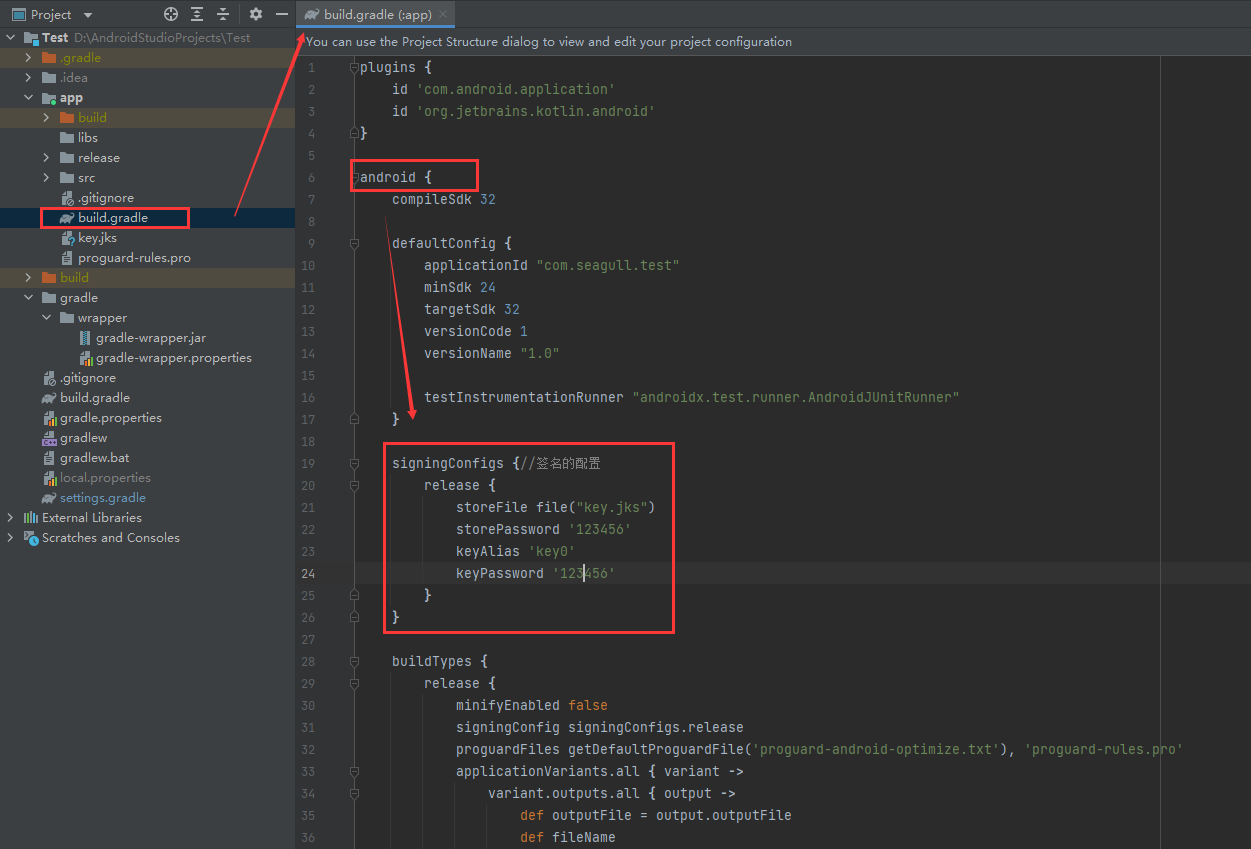 Project
build.gradle (:app)
Test D:\AndroidStudioProjects\Test
.gradle
.idea
app
build
libs
release
src
.gitignore
build.gradle
key.jks
proguard-rules.pro
build
gradle
wrapper
gradle-wrapper.jar
gradle-wrapper.properties
.gitignore
build.gradle
gradle.properties
gradlew
gradlew.bat
local.properties
settings.gradle
External Libraries
Scratches and Consoles
You can use the Project Structure dialog to view and edit your project configuration
1 plugins {
2 id 'com.android.application'
3 id 'org.jetbrains.kotlin.android'
4 }
5
6 android {
7 compileSdk 32
8
9 defaultConfig {
10 applicationId "com.seagull.test"
11 minSdk 24
12 targetSdk 32
13 versionCode 1
14 versionName "1.0"
15
16 testInstrumentationRunner "androidx.test.runner.AndroidJUnitRunner"
17 }
18
19 signingConfigs {//签名的配置
20 release {
21 storeFile file("key.jks")
22 storePassword '123456'
23 keyAlias 'key0'
24 keyPassword '123456'
25 }
26 }
27
28 buildTypes {
29 release {
30 minifyEnabled false
31 signingConfig signingConfigs.release
32 proguardFiles getDefaultProguardFile('proguard-android-optimize.txt'), 'proguard-rules.pro'
33 applicationVariants.all { variant ->
34 variant.outputs.all { output ->
35 def outputFile = output.outputFile
36 def fileName